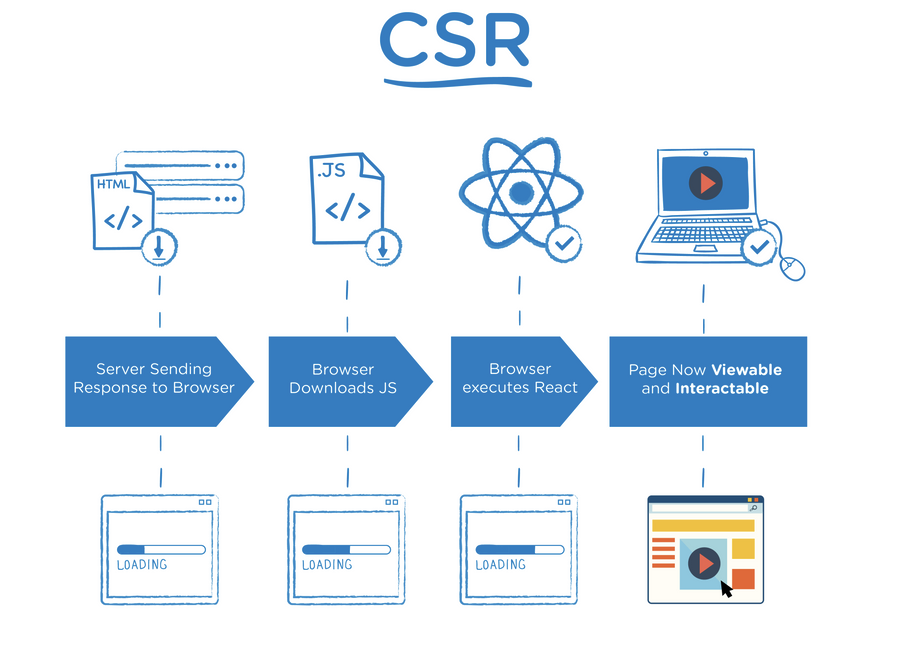 CSR
HTML
.JS
Server Sending
Response to Browser
Browser
Downloads JS
Browser
executes React
Page Now Viewable
and Interactable
LOADING
LOADING
LOADING